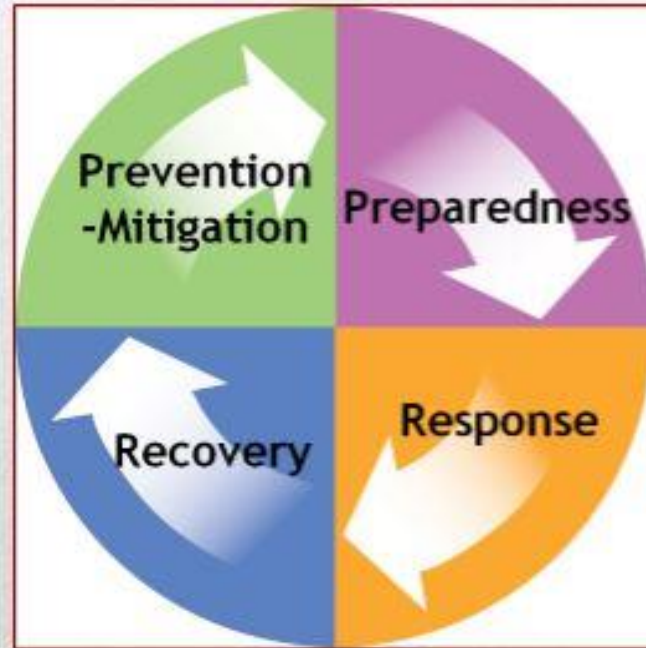 Prevention
-Mitigation
Preparedness
Response
Recovery